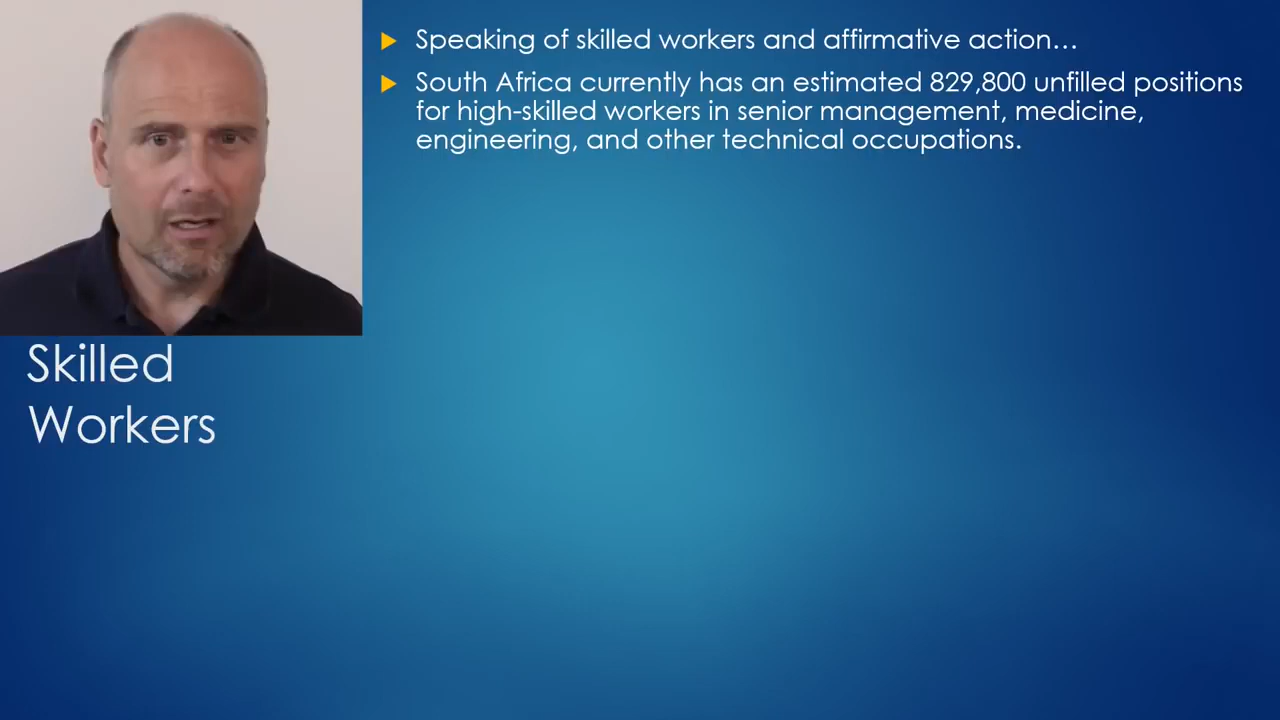 Speaking of skilled workers and affirmative action…
South Africa currently has an estimated 829,800 unfilled positions
for high-skilled workers in senior management, medicine,
engineering, and other technical occupations.
Skilled
Workers